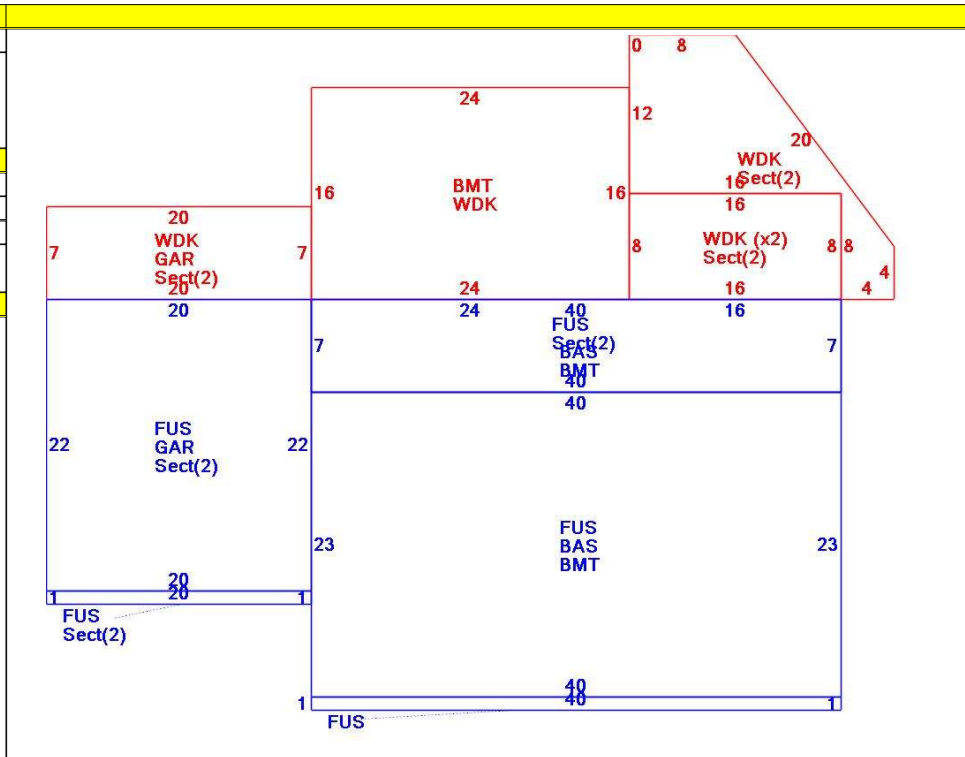 0 8
24
12
20
WDK
Sect(2)
16
16
BMT
WDK
16
16
20
WDK
GAR
Sect(2)
7
7
20
WDK (x2)
Sect(2)
8
8
8
4
4
24
16
20
24
40
16
FUS
Sect(2)
BAS
BMT
7
7
40
40
FUS
GAR
Sect(2)
22
22
FUS
BAS
BMT
23
23
20
20
1
1
FUS
Sect(2)
40
40
1
1
FUS